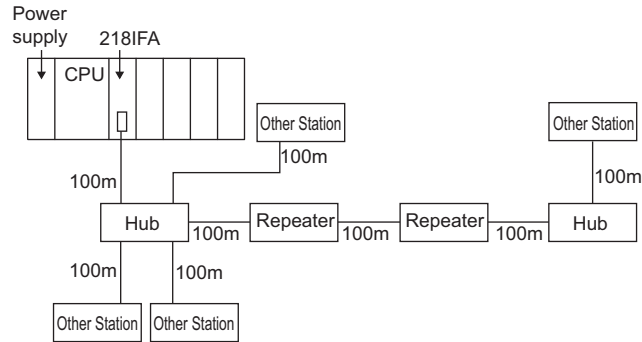 Power
supply
218IFA
CPU
Other Station
Other Station
100m
100m
100m
Hub
Repeater
Repeater
Hub
100m
100m
100m
100m
100m
Other Station
Other Station